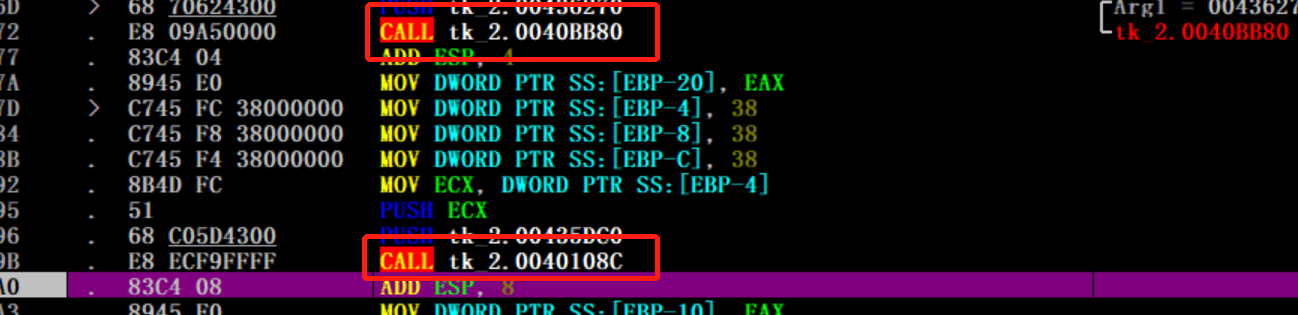 6D > 68 70624300 PUSH tk_2.00436270 Arg1 = 0043627
72 . E8 09A50000 CALL tk_2.0040BB80 tk_2.0040BB80
77 . 83C4 04 ADD ESP, 4
7A . 8945 E0 MOV DWORD PTR SS:[EBP-20], EAX
7D > C745 FC 38000000 MOV DWORD PTR SS:[EBP-4], 38
84 . C745 F8 38000000 MOV DWORD PTR SS:[EBP-8], 38
8B . C745 F4 38000000 MOV DWORD PTR SS:[EBP-C], 38
92 . 8B4D FC MOV ECX, DWORD PTR SS:[EBP-4]
95 . 51 PUSH ECX
96 . 68 C05D4300 PUSH tk_2.00435DC0
9B . E8 ECF9FFFF CALL tk_2.0040108C
A0 . 83C4 08 ADD ESP, 8
A3 . 8945 F0 MOV DWORD PTR SS:[EBP-10], EAX